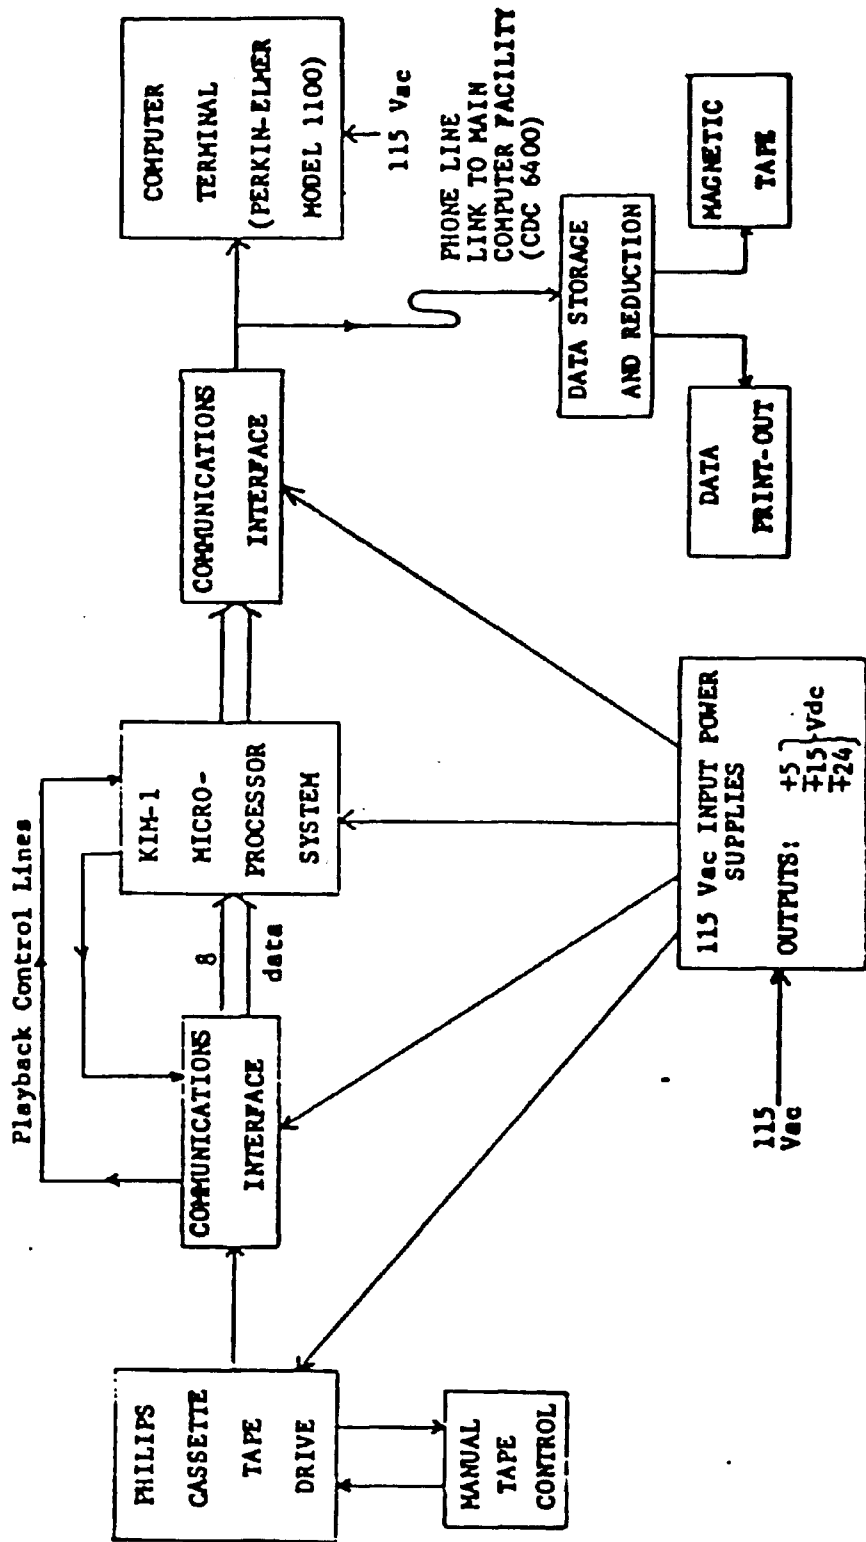 Playback Control Lines
PHILIPS
CASSETTE
TAPE
DRIVE
MANUAL
TAPE
CONTROL
COMMUNICATIONS
INTERFACE
8
data
KIM-1
MICRO-
PROCESSOR
SYSTEM
COMMUNICATIONS
INTERFACE
COMPUTER
TERMINAL
(PERKIN-ELMER
MODEL 1100)
115 Vac
PHONE LINE
LINK TO MAIN
COMPUTER FACILITY
(CDC 6400)
DATA STORAGE
AND REDUCTION
DATA
PRINT-OUT
MAGNETIC
TAPE
115 Vac INPUT POWER
SUPPLIES
OUTPUTS:
+5
∓15 Vdc
∓24
115
Vac